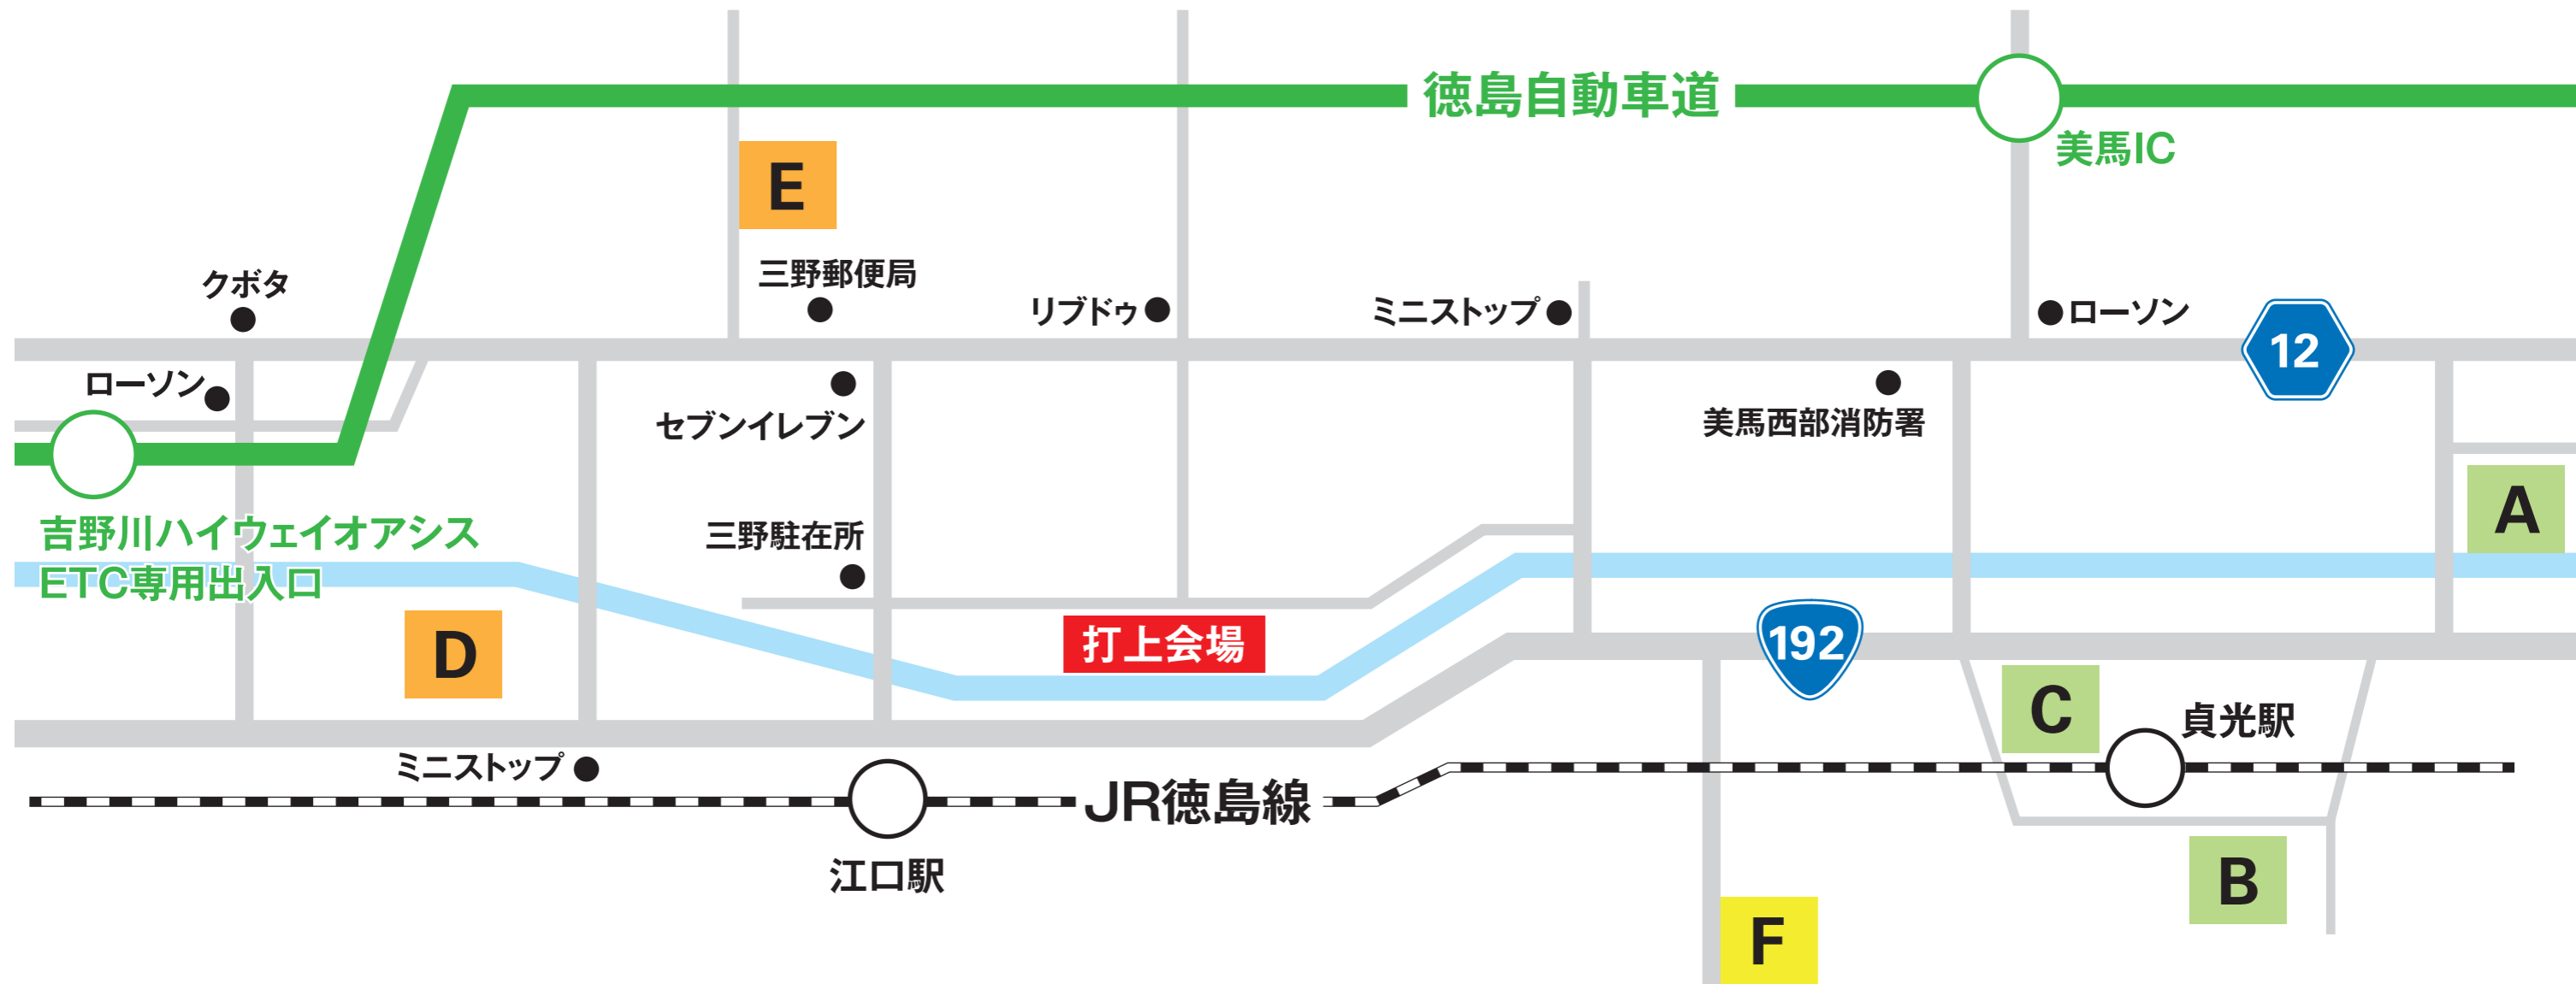 徳島自動車道
美馬IC
E
三野郵便局
クボタ
リブドゥ
ミニストップ
ローソン
12
ローソン
セブンイレブン
美馬西部消防署
A
吉野川ハイウェイオアシス
ETC専用出入口
三野駐在所
D
打上会場
192
C
貞光駅
ミニストップ
JR徳島線
江口駅
B
F